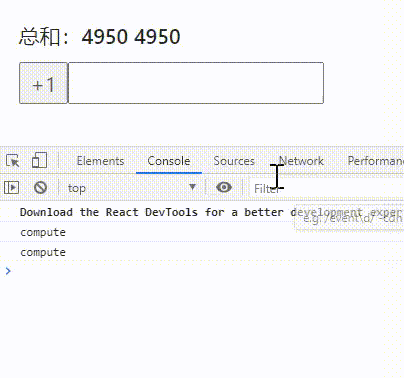 总和：4950 4950
+1
Elements Console Sources Network Performanc
top Filter
e.g. /event\d/ -cdn
Download the React DevTools for a better development exper
compute
compute